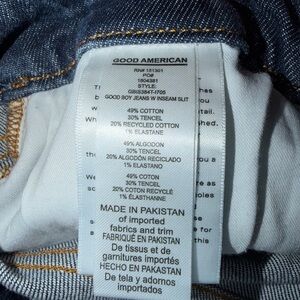 GOOD AMERICAN
RN# 151301
PO#
1804381
STYLE:
GBIS384T-I705
GOOD BOY JEANS W INSEAM SLIT
49% COTTON
30% TENCEL
20% RECYCLED COTTON
1% ELASTANE
49% ALGODON
30% TENCEL
20% ALGODON RECICLADO
1% ELASTANO
49% COTON
30% TENCEL
20% COTON RECYCLÉ
1% ÉLASTHANNE
MADE IN PAKISTAN
of imported
fabrics and trim
FABRIQUÉ EN PAKISTAN
De tissus et de
garnitures importés
HECHO EN PAKISTAN
De tela y adornos
importados